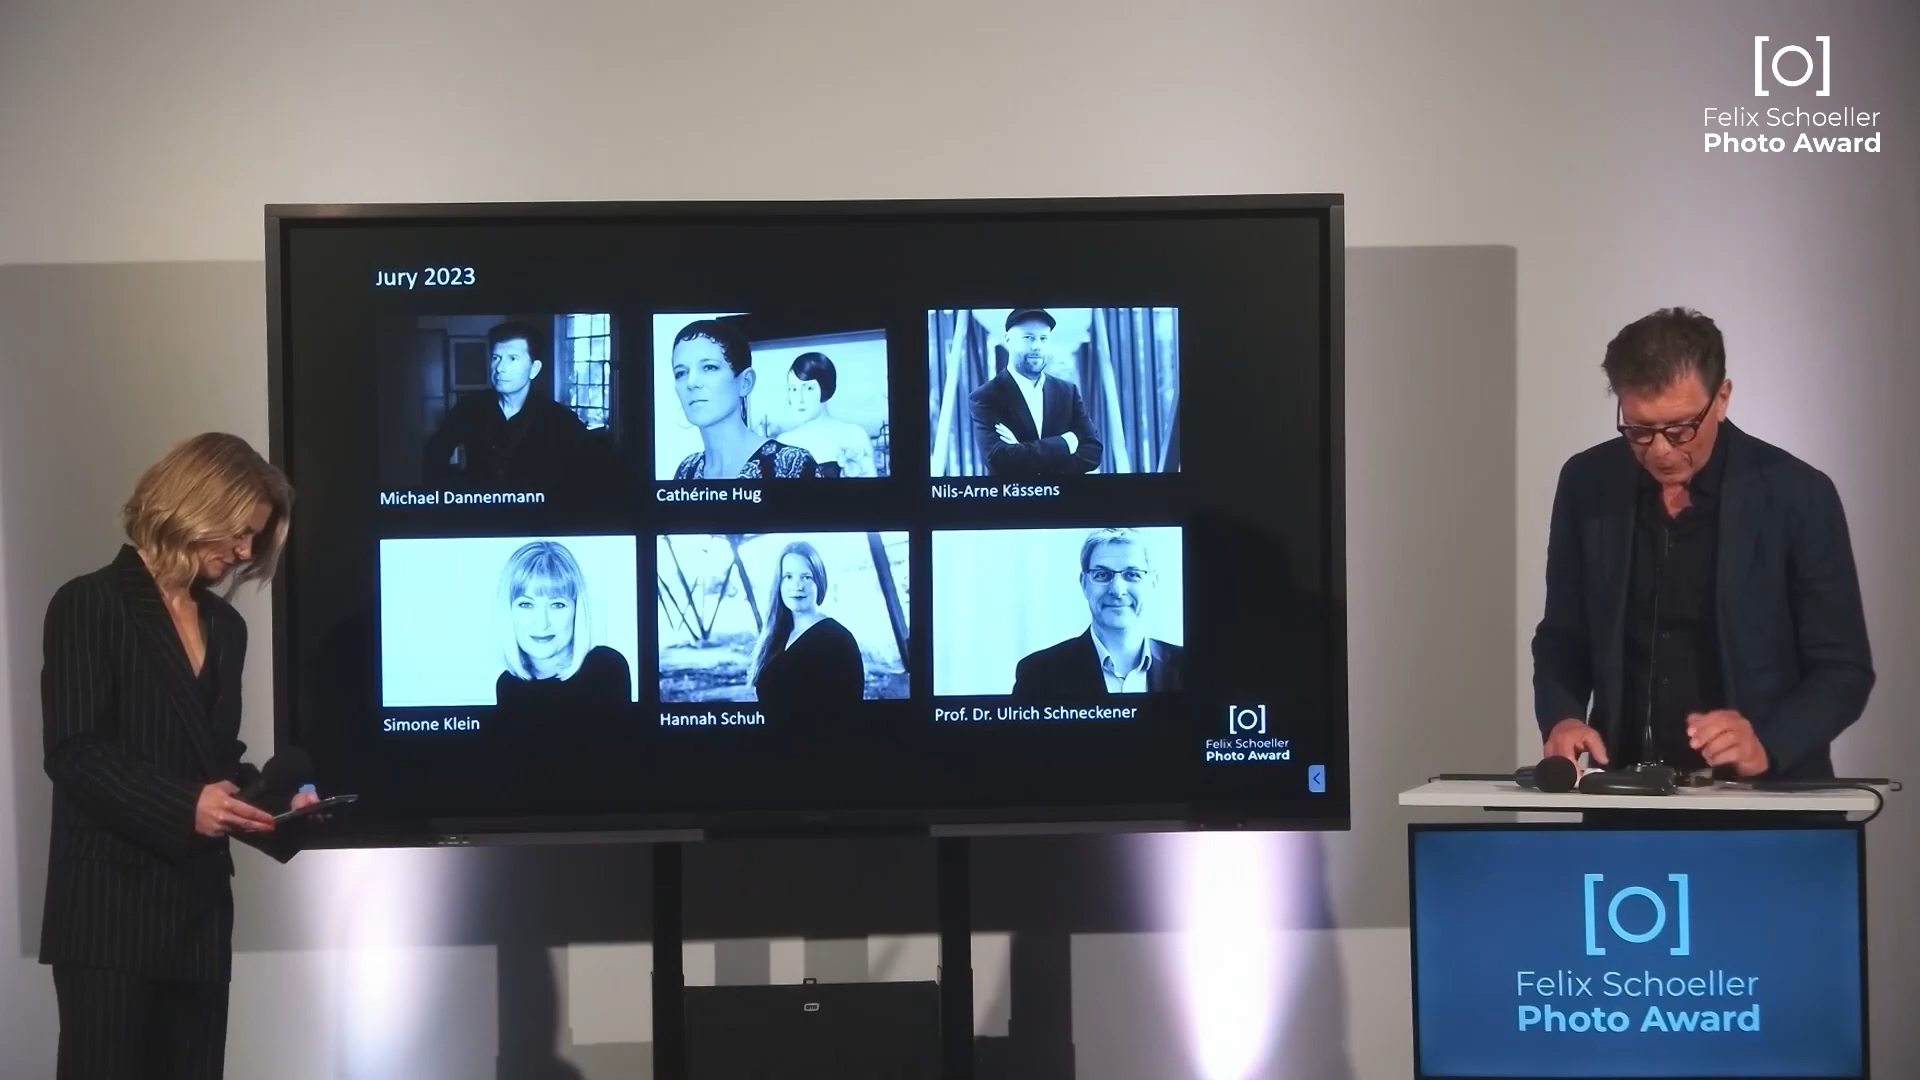 Felix Schoeller
Photo Award
Jury 2023
Michael Dannenmann
Cathérine Hug
Nils-Arne Kässens
Simone Klein
Hannah Schuh
Prof. Dr. Ulrich Schneckener
Felix Schoeller
Photo Award
Felix Schoeller
Photo Award